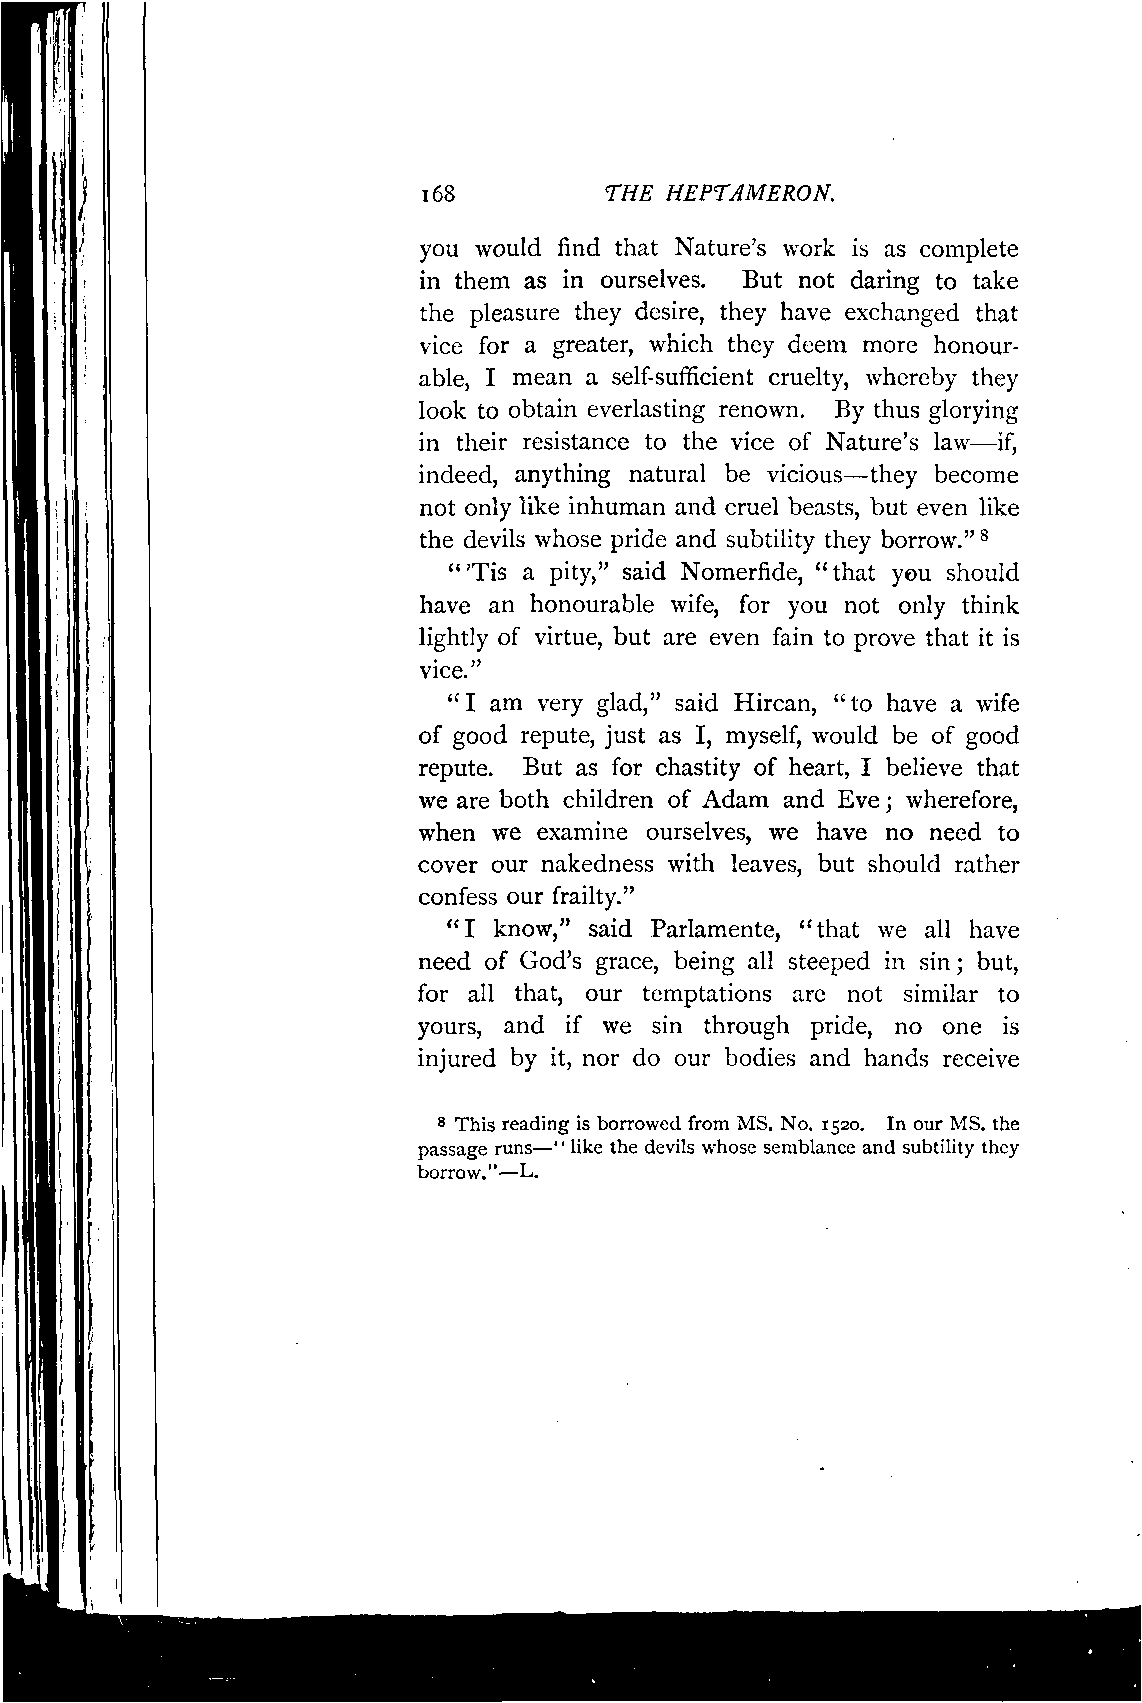 168 THE HEPTAMERON.
you would find that Nature's work is as complete
in them as in ourselves. But not daring to take
the pleasure they desire, they have exchanged that
vice for a greater, which they deem more honour-
able, I mean a self-sufficient cruelty, whereby they
look to obtain everlasting renown. By thus glorying
in their resistance to the vice of Nature's law—if,
indeed, anything natural be vicious—they become
not only like inhuman and cruel beasts, but even like
the devils whose pride and subtility they borrow." 8
"'Tis a pity," said Nomerfide, "that you should
have an honourable wife, for you not only think
lightly of virtue, but are even fain to prove that it is
vice."
"I am very glad," said Hircan, "to have a wife
of good repute, just as I, myself, would be of good
repute. But as for chastity of heart, I believe that
we are both children of Adam and Eve; wherefore,
when we examine ourselves, we have no need to
cover our nakedness with leaves, but should rather
confess our frailty."
"I know," said Parlamente, "that we all have
need of God's grace, being all steeped in sin; but,
for all that, our temptations are not similar to
yours, and if we sin through pride, no one is
injured by it, nor do our bodies and hands receive
8 This reading is borrowed from MS. No. 1520. In our MS. the
passage runs—"like the devils whose semblance and subtility they
borrow."—L.